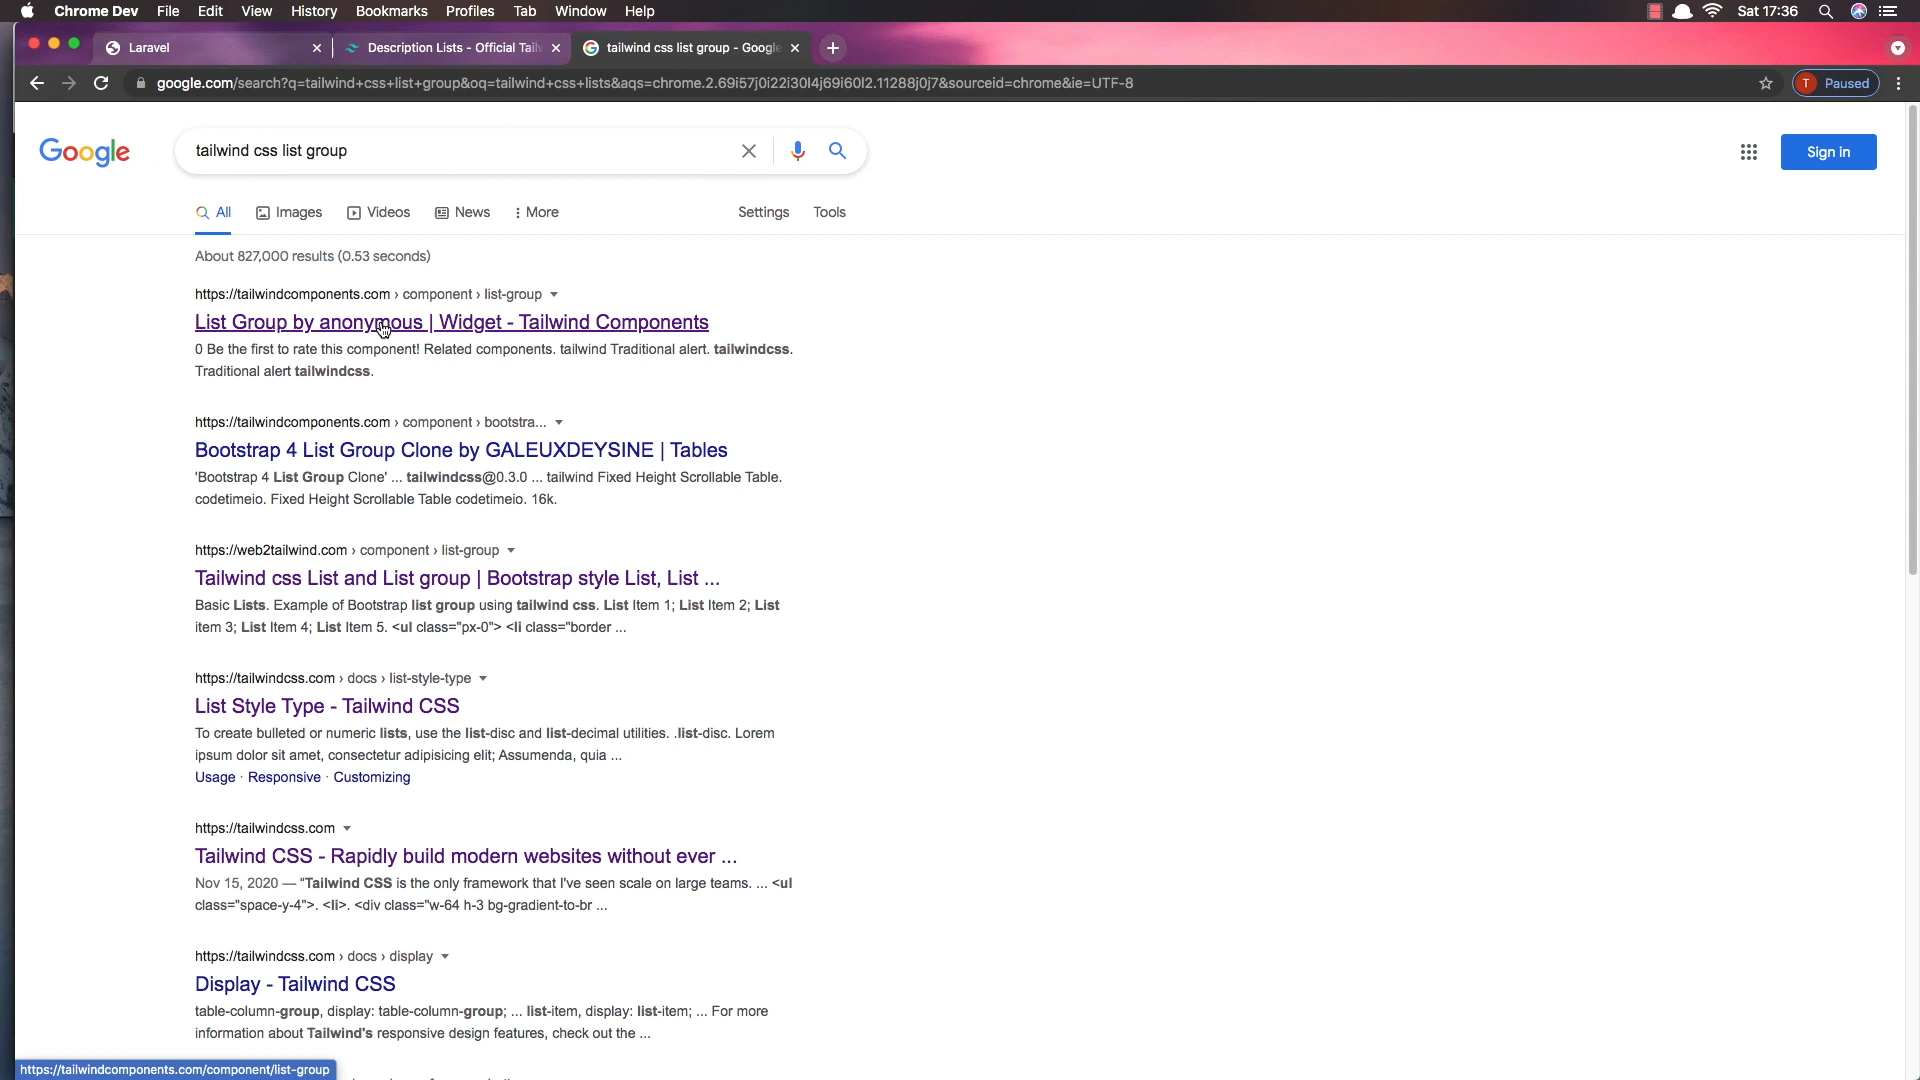 Chrome Dev File Edit View History Bookmarks Profiles Tab Window Help Sat 17:36
Laravel Description Lists - Official Tail tailwind css list group - Google
google.com/search?q=tailwind+css+list+group&oq=tailwind+css+lists&aqs=chrome.2.69i57j0i22i30l4j69i60l2.11288j0j7&sourceid=chrome&ie=UTF-8 T Paused
Google tailwind css list group Sign in
All Images Videos News More Settings Tools
About 827,000 results (0.53 seconds)
https://tailwindcomponents.com › component › list-group
List Group by anonymous | Widget - Tailwind Components
0 Be the first to rate this component! Related components. tailwind Traditional alert. tailwindcss.
Traditional alert tailwindcss.
https://tailwindcomponents.com › component › bootstra...
Bootstrap 4 List Group Clone by GALEUXDEYSINE | Tables
'Bootstrap 4 List Group Clone' ... tailwindcss@0.3.0 ... tailwind Fixed Height Scrollable Table.
codetimeio. Fixed Height Scrollable Table codetimeio. 16k.
https://web2tailwind.com › component › list-group
Tailwind css List and List group | Bootstrap style List, List ...
Basic Lists. Example of Bootstrap list group using tailwind css. List Item 1; List Item 2; List
item 3; List Item 4; List Item 5. <ul class="px-0"> <li class="border ...
https://tailwindcss.com › docs › list-style-type
List Style Type - Tailwind CSS
To create bulleted or numeric lists, use the list-disc and list-decimal utilities. .list-disc. Lorem
ipsum dolor sit amet, consectetur adipisicing elit; Assumenda, quia ...
Usage · Responsive · Customizing
https://tailwindcss.com
Tailwind CSS - Rapidly build modern websites without ever ...
Nov 15, 2020 — "Tailwind CSS is the only framework that I've seen scale on large teams. ... <ul
class="space-y-4">. <li>. <div class="w-64 h-3 bg-gradient-to-br ...
https://tailwindcss.com › docs › display
Display - Tailwind CSS
table-column-group, display: table-column-group; ... list-item, display: list-item; ... For more
information about Tailwind's responsive design features, check out the ...
https://tailwindcomponents.com/component/list-group